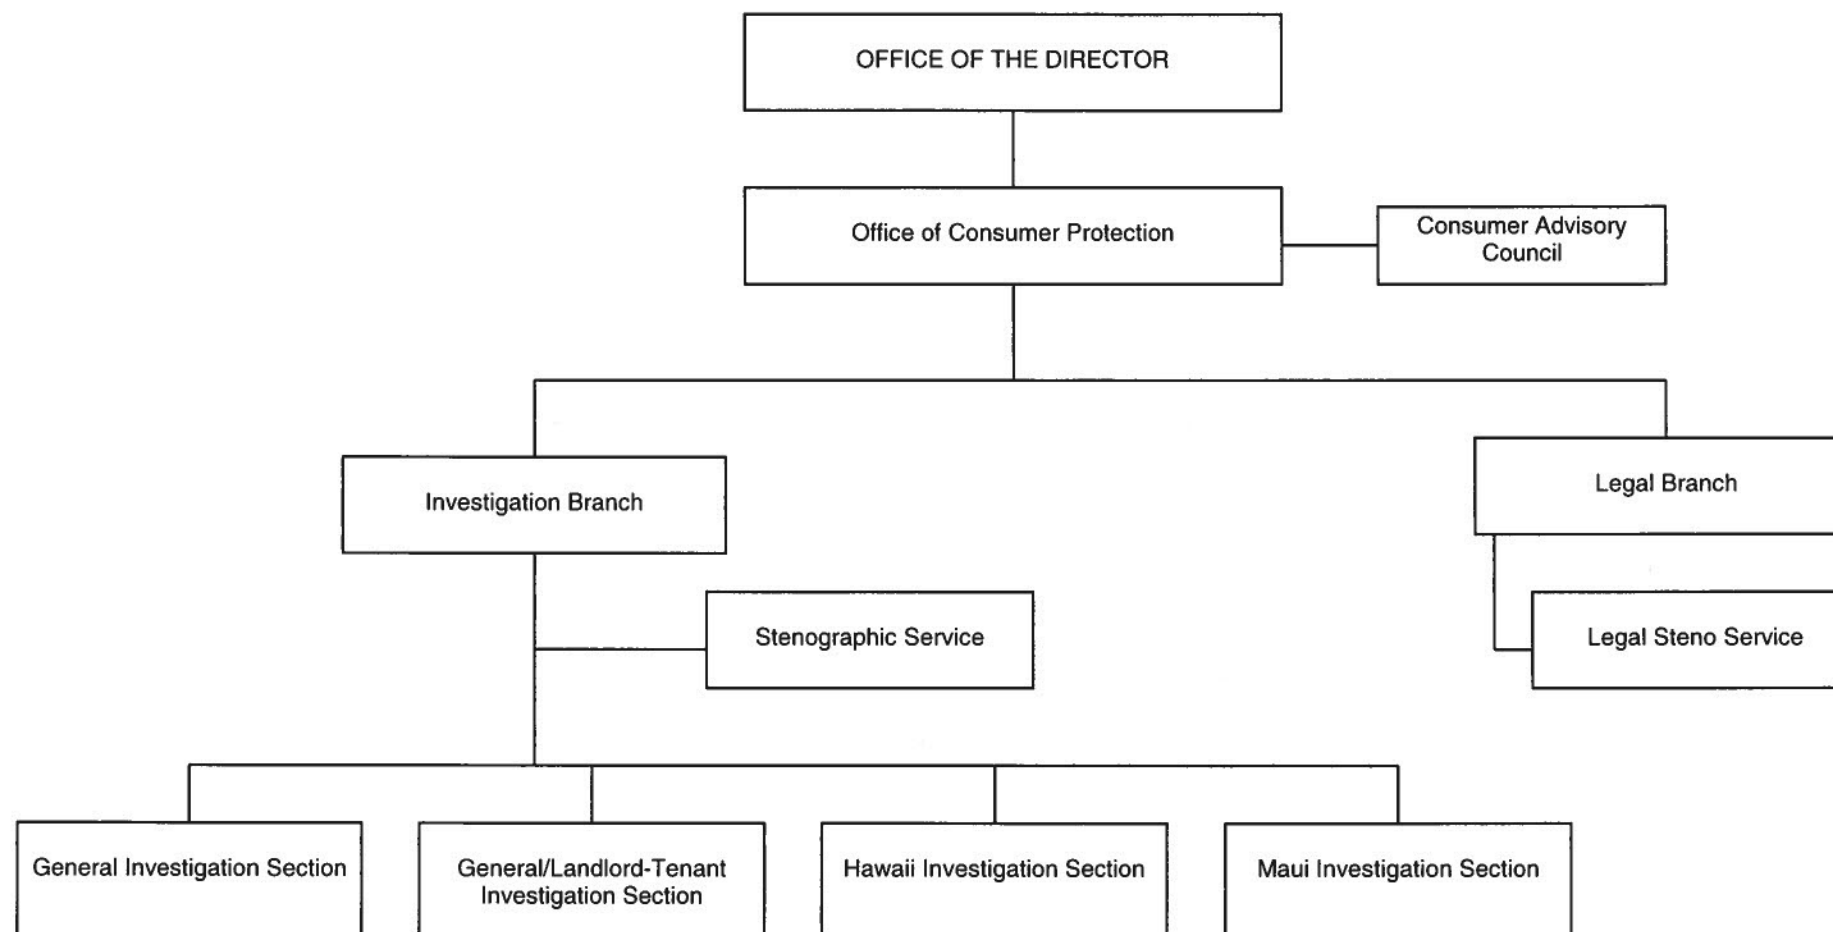 OFFICE OF THE DIRECTOR
Office of Consumer Protection
Consumer Advisory
Council
Investigation Branch
Legal Branch
Stenographic Service
Legal Steno Service
General Investigation Section
General/Landlord-Tenant
Investigation Section
Hawaii Investigation Section
Maui Investigation Section